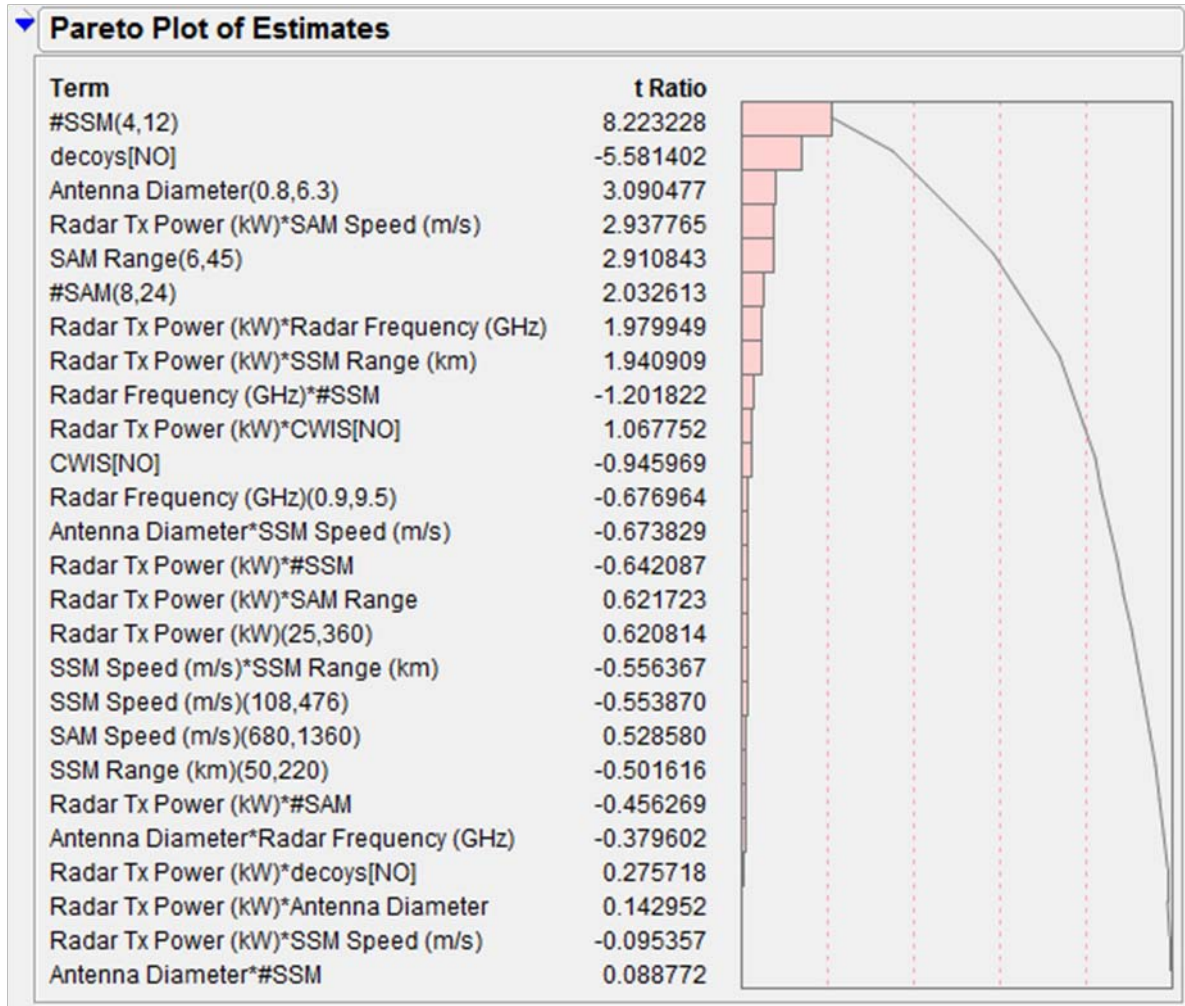 Pareto Plot of Estimates
Term t Ratio
#SSM(4,12) 8.223228
decoys[NO] -5.581402
Antenna Diameter(0.8,6.3) 3.090477
Radar Tx Power (kW)*SAM Speed (m/s) 2.937765
SAM Range(6,45) 2.910843
#SAM(8,24) 2.032613
Radar Tx Power (kW)*Radar Frequency (GHz) 1.979949
Radar Tx Power (kW)*SSM Range (km) 1.940909
Radar Frequency (GHz)*#SSM -1.201822
Radar Tx Power (kW)*CWIS[NO] 1.067752
CWIS[NO] -0.945969
Radar Frequency (GHz)(0.9,9.5) -0.676964
Antenna Diameter*SSM Speed (m/s) -0.673829
Radar Tx Power (kW)*#SSM -0.642087
Radar Tx Power (kW)*SAM Range 0.621723
Radar Tx Power (kW)(25,360) 0.620814
SSM Speed (m/s)*SSM Range (km) -0.556367
SSM Speed (m/s)(108,476) -0.553870
SAM Speed (m/s)(680,1360) 0.528580
SSM Range (km)(50,220) -0.501616
Radar Tx Power (kW)*#SAM -0.456269
Antenna Diameter*Radar Frequency (GHz) -0.379602
Radar Tx Power (kW)*decoys[NO] 0.275718
Radar Tx Power (kW)*Antenna Diameter 0.142952
Radar Tx Power (kW)*SSM Speed (m/s) -0.095357
Antenna Diameter*#SSM 0.088772